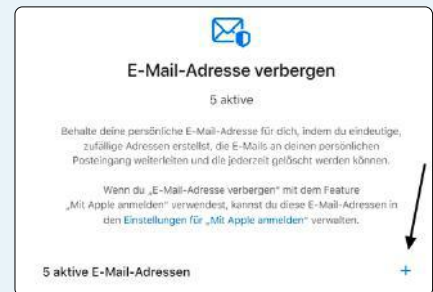 E-Mail-Adresse verbergen
5 aktive
Behalte deine persönliche E-Mail-Adresse für dich, indem du eindeutige,
zufällige Adressen erstellst, die E-Mails an deinen persönlichen
Posteingang weiterleiten und die jederzeit gelöscht werden können.
Wenn du „E-Mail-Adresse verbergen“ mit dem Feature
„Mit Apple anmelden“ verwendest, kannst du diese E-Mail-Adressen in
den Einstellungen für „Mit Apple anmelden“ verwalten.
5 aktive E-Mail-Adressen +